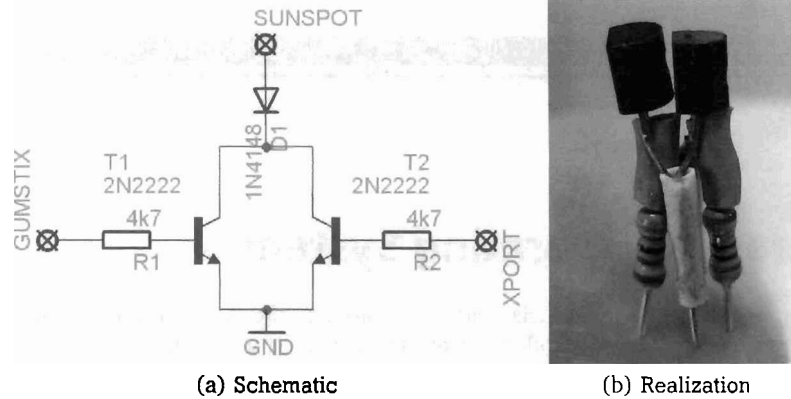 SUNSPOT
1N4148
D1
GUMSTIX
T1
2N2222
4k7
R1
T2
2N2222
4k7
R2
XPORT
GND
(a) Schematic
(b) Realization